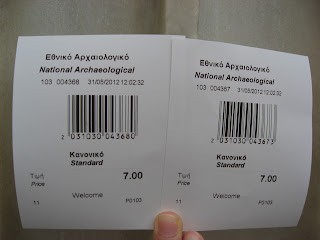 Εθνικό Αρχαιολογικό
National Archaeological
103 004368 31/05/2012 12:02:32
2 031030 043680
Κανονικό
Standard
Τιμή
Price
7.00
Welcome
11
P0103
Εθνικό Αρχαιολογικό
National Archaeological
103 004367 31/05/2012 12:02:32
2 031030 043673
Κανονικό
Standard
Τιμή
Price
7.00
Welcome
11
P0103